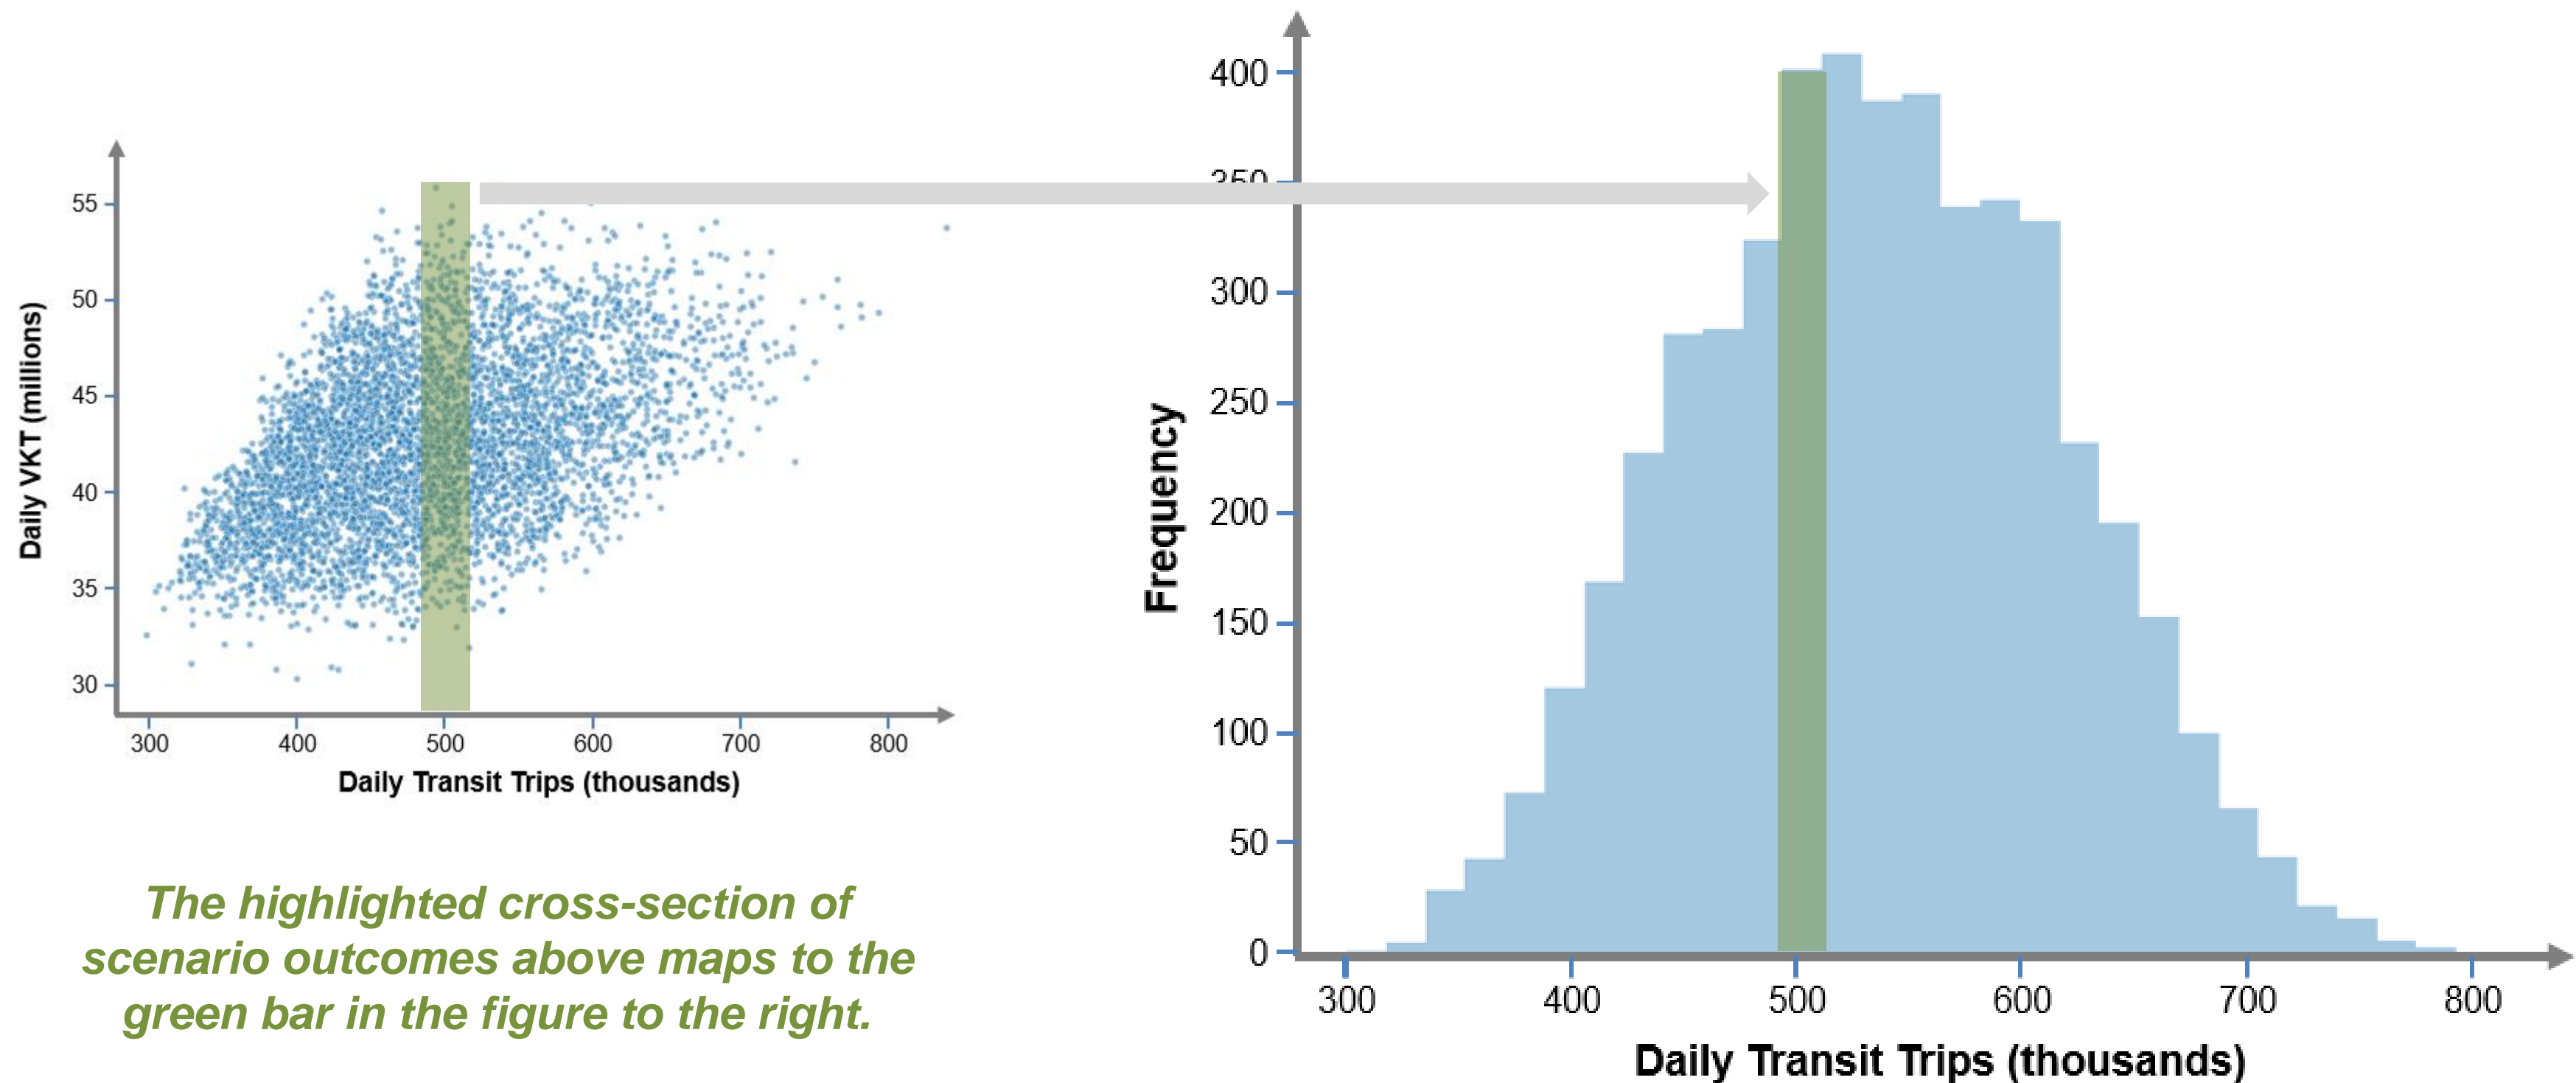 55
50
45
40
35
30
Daily VKT (millions)
300 400 500 600 700 800
Daily Transit Trips (thousands)
The highlighted cross-section of
scenario outcomes above maps to the
green bar in the figure to the right.
400
350
300
250
200
150
100
50
0
Frequency
300 400 500 600 700 800
Daily Transit Trips (thousands)